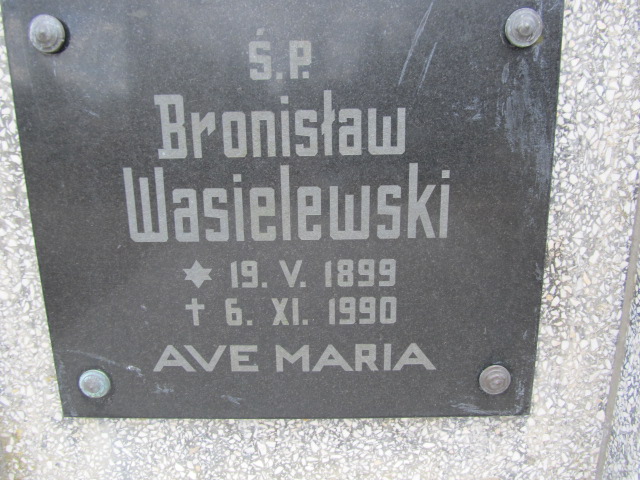 Ś.P.
Bronisław
Wasielewski
✶ 19. V. 1899
† 6. XI. 1990
AVE MARIA